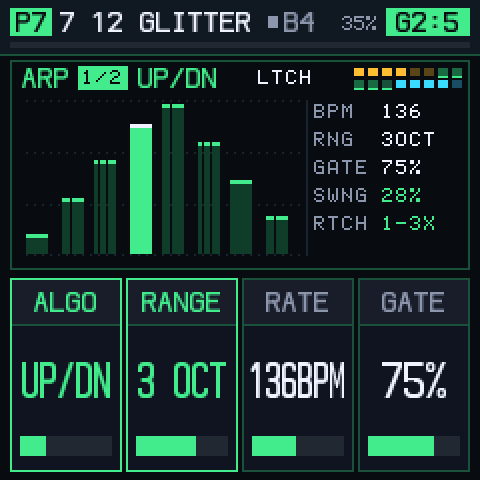 P7 7 12 GLITTER B4 35% G2:5
ARP 1/2 UP/DN LTCH
BPM 136
RNG 3OCT
GATE 75%
SWNG 28%
RTCH 1-3X
ALGO RANGE RATE GATE
UP/DN 3 OCT 136BPM 75%